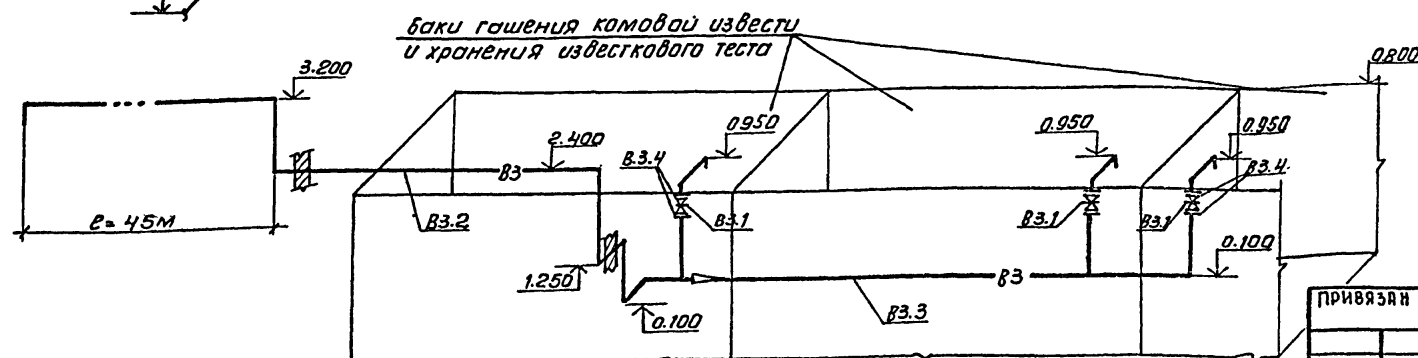 баки гашения комовой извести
и хранения известкового теста
3.200
0.800
2.400
0.950
0.950
0.950
В3
В.3.4
В.3.4.
ℓ = 45м
В3.2
В3.1
В3.1
В3.1
1.250
0.100
В3
0.100
В3.3
ПРИВЯЗАН